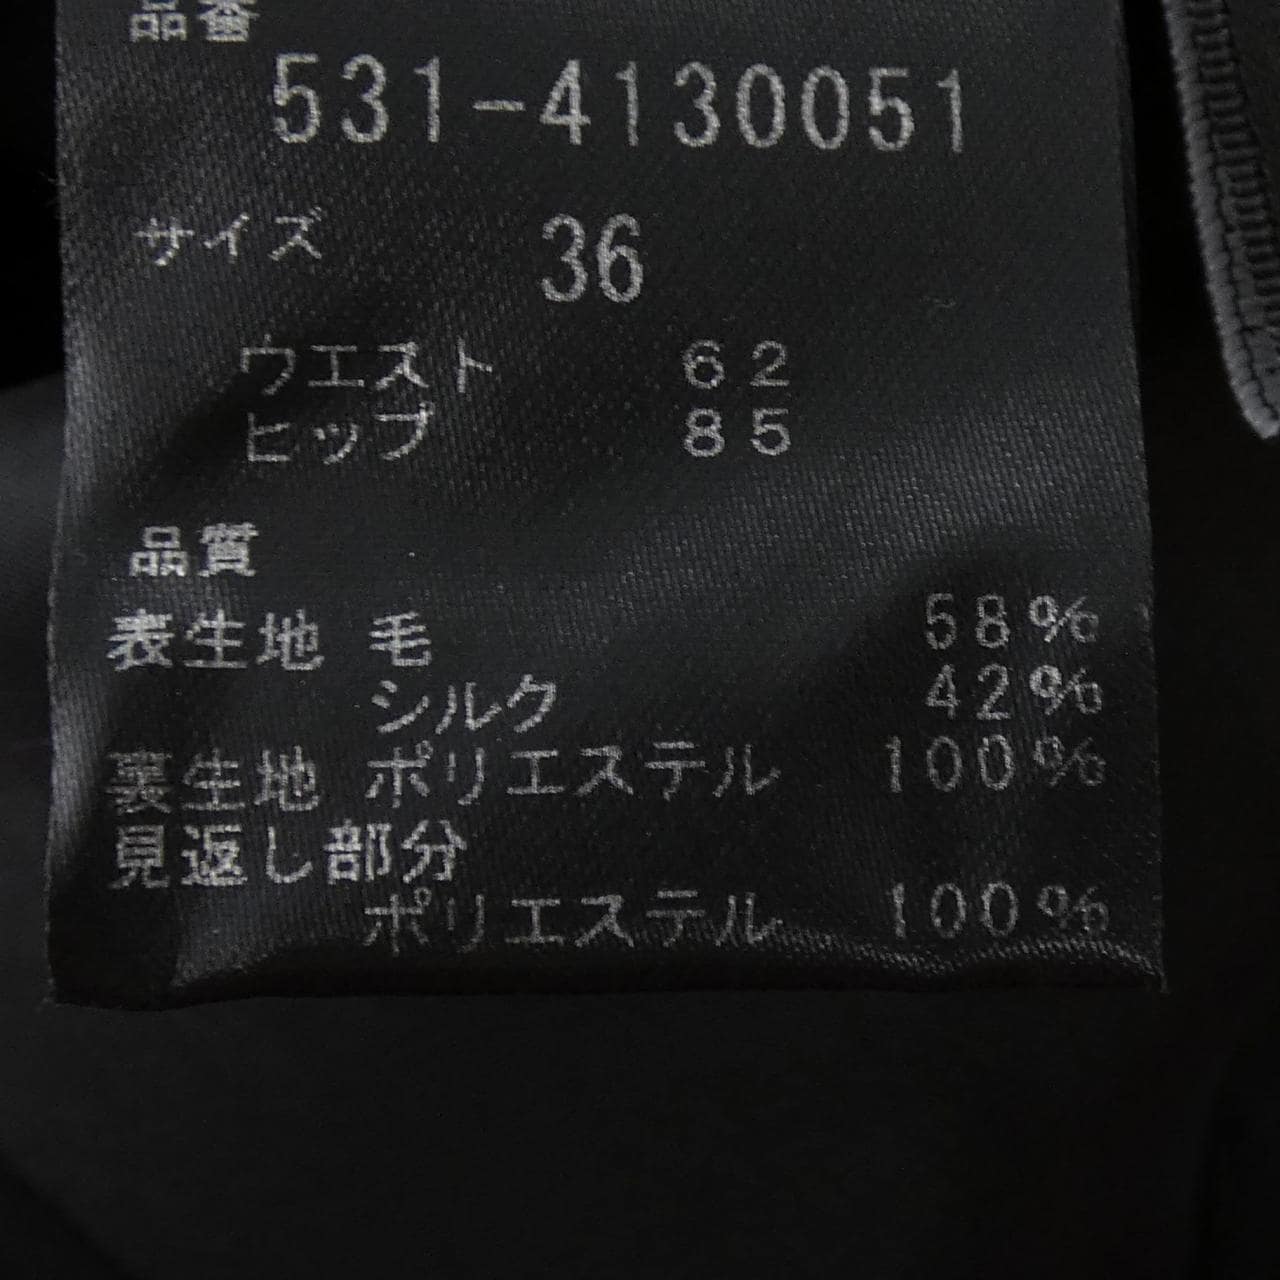 品番
531-4130051
サイズ 36
ウエスト 62
ヒップ 85
品質
表生地 毛 58%
シルク 42%
裏生地 ポリエステル 100%
見返し部分
ポリエステル 100%